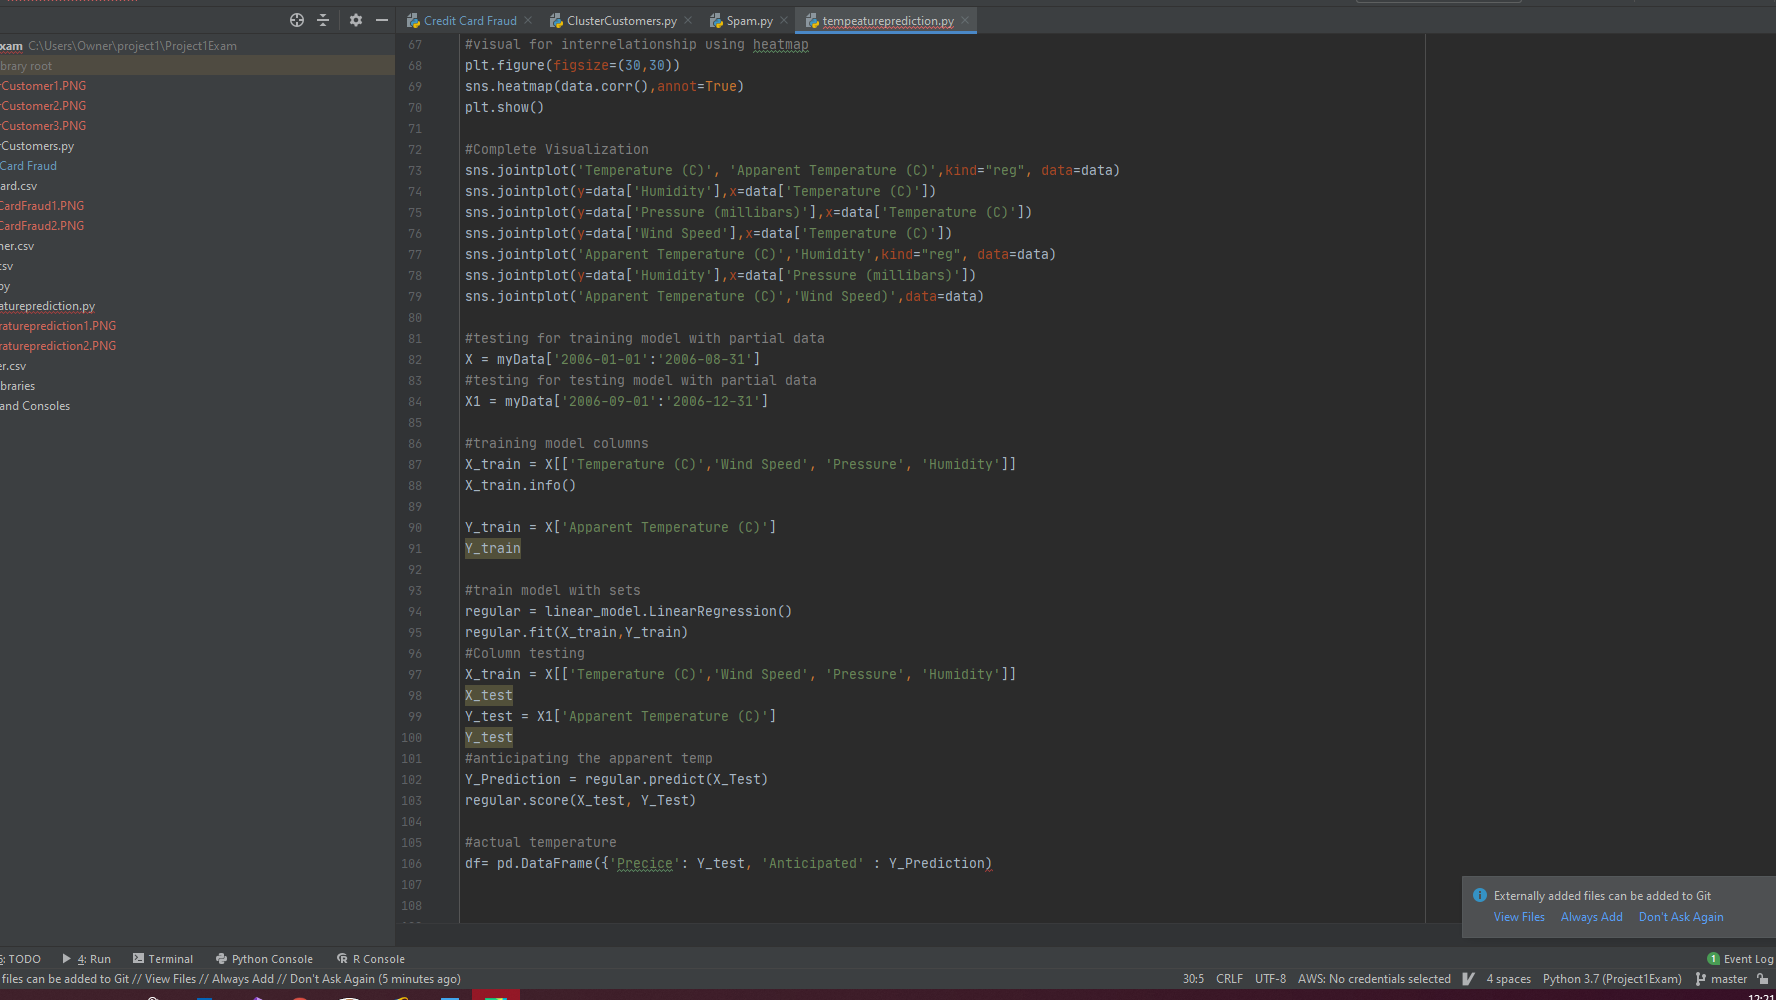 Credit Card Fraud ClusterCustomers.py Spam.py tempeatureprediction.py
xam C:\Users\Owner\project1\Project1Exam
brary root
rCustomer1.PNG
rCustomer2.PNG
rCustomer3.PNG
rCustomers.py
Card Fraud
ard.csv
CardFraud1.PNG
CardFraud2.PNG
ner.csv
csv
py
atureprediction.py
ratureprediction1.PNG
ratureprediction2.PNG
er.csv
braries
and Consoles
67 #visual for interrelationship using heatmap
68 plt.figure(figsize=(30,30))
69 sns.heatmap(data.corr(),annot=True)
70 plt.show()
71
72 #Complete Visualization
73 sns.jointplot('Temperature (C)', 'Apparent Temperature (C)',kind="reg", data=data)
74 sns.jointplot(y=data['Humidity'],x=data['Temperature (C)'])
75 sns.jointplot(y=data['Pressure (millibars)'],x=data['Temperature (C)'])
76 sns.jointplot(y=data['Wind Speed'],x=data['Temperature (C)'])
77 sns.jointplot('Apparent Temperature (C)','Humidity',kind="reg", data=data)
78 sns.jointplot(y=data['Humidity'],x=data['Pressure (millibars)'])
79 sns.jointplot('Apparent Temperature (C)','Wind Speed)',data=data)
80
81 #testing for training model with partial data
82 X = myData['2006-01-01':'2006-08-31']
83 #testing for testing model with partial data
84 X1 = myData['2006-09-01':'2006-12-31']
85
86 #training model columns
87 X_train = X[['Temperature (C)','Wind Speed', 'Pressure', 'Humidity']]
88 X_train.info()
89
90 Y_train = X['Apparent Temperature (C)']
91 Y_train
92
93 #train model with sets
94 regular = linear_model.LinearRegression()
95 regular.fit(X_train,Y_train)
96 #Column testing
97 X_train = X[['Temperature (C)','Wind Speed', 'Pressure', 'Humidity']]
98 X_test
99 Y_test = X1['Apparent Temperature (C)']
100 Y_test
101 #anticipating the apparent temp
102 Y_Prediction = regular.predict(X_Test)
103 regular.score(X_test, Y_Test)
104
105 #actual temperature
106 df= pd.DataFrame({'Precice': Y_test, 'Anticipated' : Y_Prediction)
107
108
Externally added files can be added to Git
View Files Always Add Don't Ask Again
6: TODO 4: Run Terminal Python Console R Console 1 Event Log
files can be added to Git // View Files // Always Add // Don't Ask Again (5 minutes ago) 30:5 CRLF UTF-8 AWS: No credentials selected 4 spaces Python 3.7 (Project1Exam) master
12:21